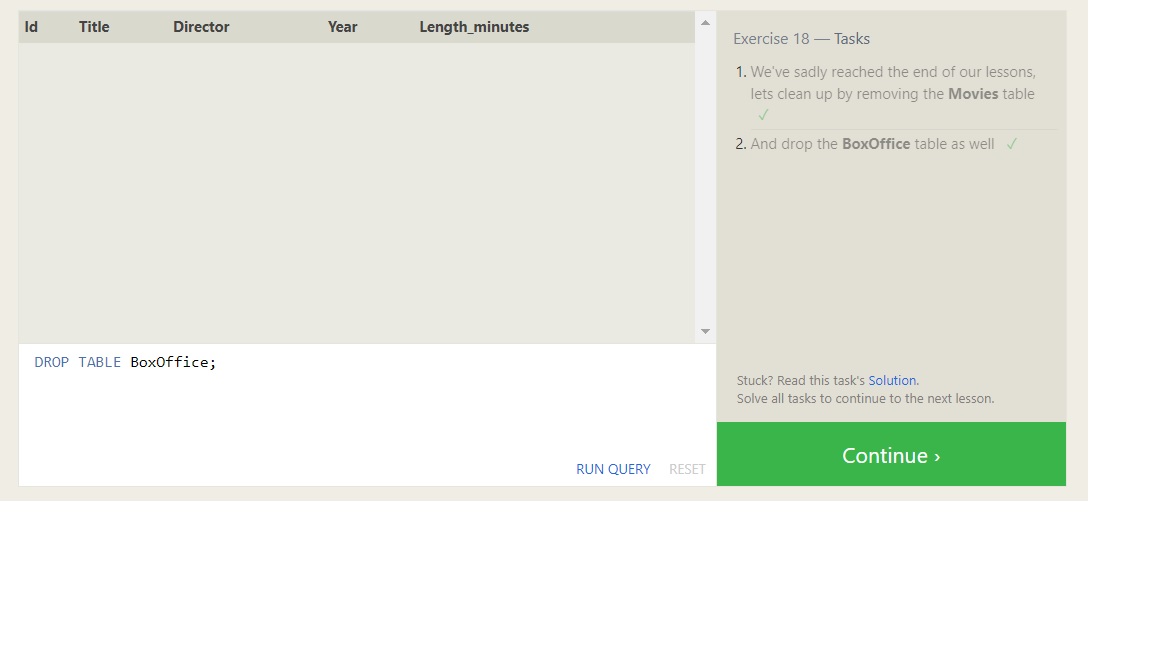 Id Title Director Year Length_minutes
DROP TABLE BoxOffice;
RUN QUERY RESET
Exercise 18 — Tasks
1. We've sadly reached the end of our lessons,
lets clean up by removing the Movies table
✓
2. And drop the BoxOffice table as well ✓
Stuck? Read this task's Solution.
Solve all tasks to continue to the next lesson.
Continue ›